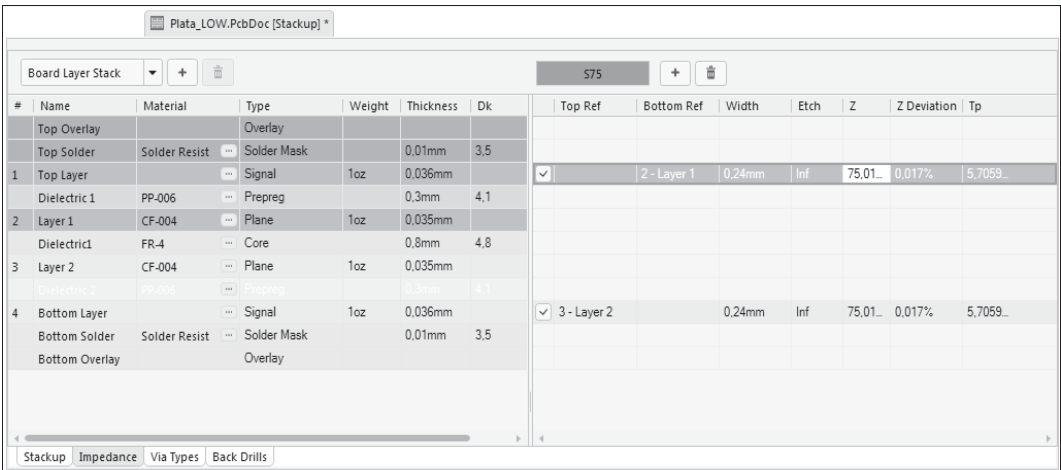 Plata_LOW.PcbDoc [Stackup] *
Board Layer Stack + S75 +
# Name Material Type Weight Thickness Dk Top Ref Bottom Ref Width Etch Z Z Deviation Tp
Top Overlay Overlay
Top Solder Solder Resist ... Solder Mask 0,01mm 3,5
1 Top Layer ... Signal 1oz 0,036mm 2 - Layer 1 0,24mm Inf 75,01... 0,017% 5,7059...
Dielectric 1 PP-006 ... Prepreg 0,3mm 4,1
2 Layer 1 CF-004 ... Plane 1oz 0,035mm
Dielectric1 FR-4 ... Core 0,8mm 4,8
3 Layer 2 CF-004 ... Plane 1oz 0,035mm
Dielectric 2 PP-006 ... Prepreg 0,3mm 4,1
4 Bottom Layer ... Signal 1oz 0,036mm 3 - Layer 2 0,24mm Inf 75,01... 0,017% 5,7059...
Bottom Solder Solder Resist ... Solder Mask 0,01mm 3,5
Bottom Overlay Overlay
Stackup Impedance Via Types Back Drills